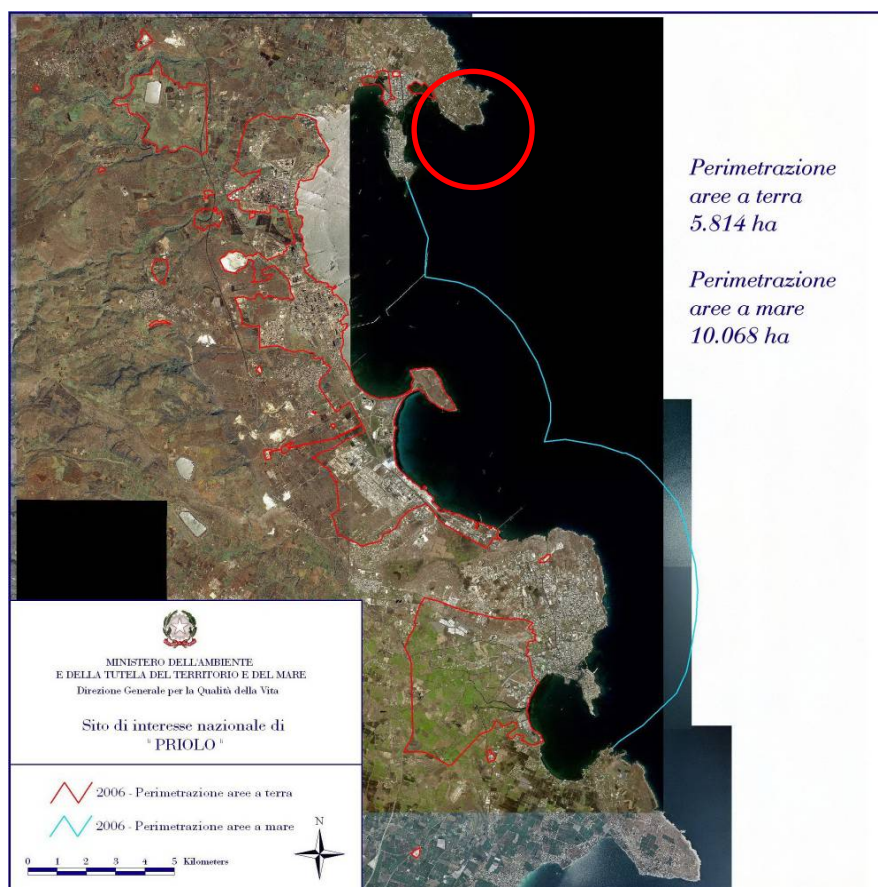 Perimetrazione
aree a terra
5.814 ha
Perimetrazione
aree a mare
10.068 ha
MINISTERO DELL'AMBIENTE
E DELLA TUTELA DEL TERRITORIO E DEL MARE
Direzione Generale per la Qualità della Vita
Sito di interesse nazionale di
" PRIOLO "
2006 - Perimetrazione aree a terra
2006 - Perimetrazione aree a mare
N
0 1 2 3 4 5 Kilometers